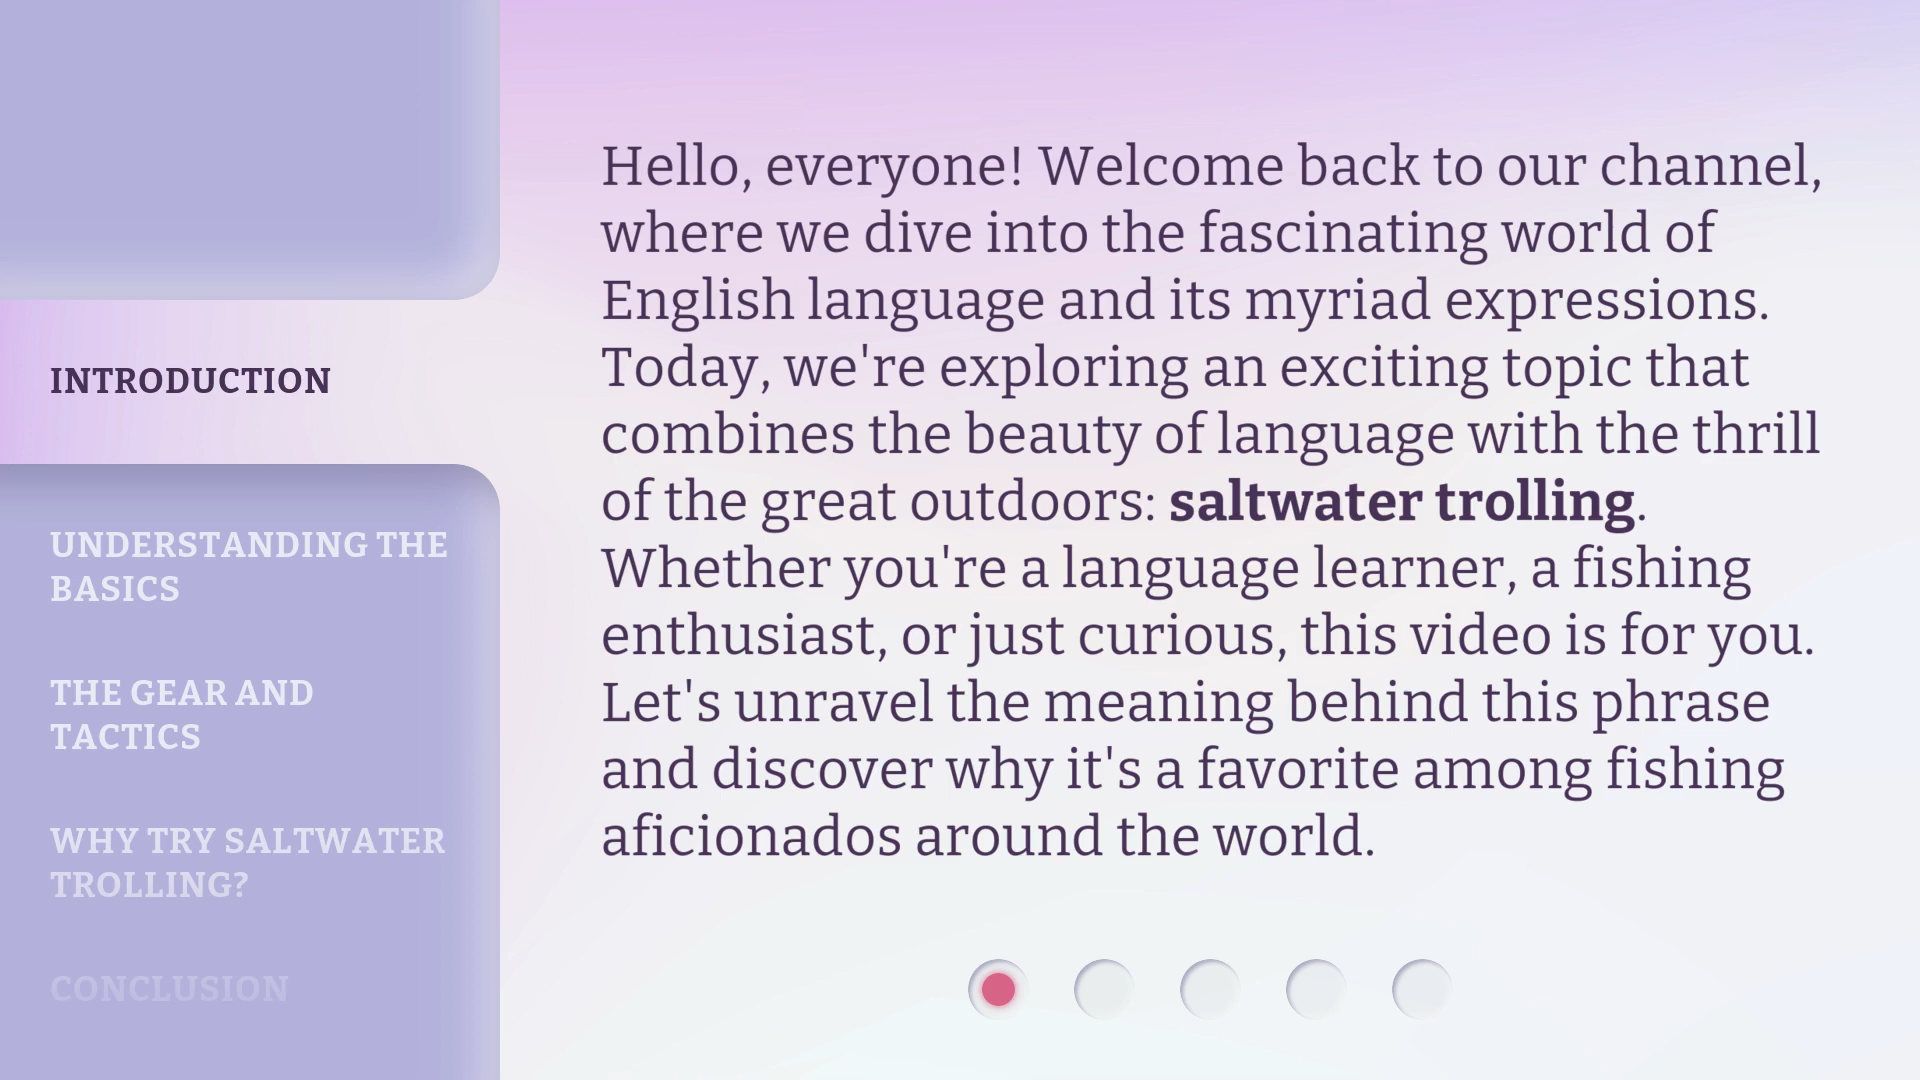 INTRODUCTION
UNDERSTANDING THE
BASICS
THE GEAR AND
TACTICS
WHY TRY SALTWATER
TROLLING?
CONCLUSION
Hello, everyone! Welcome back to our channel,
where we dive into the fascinating world of
English language and its myriad expressions.
Today, we're exploring an exciting topic that
combines the beauty of language with the thrill
of the great outdoors: saltwater trolling.
Whether you're a language learner, a fishing
enthusiast, or just curious, this video is for you.
Let's unravel the meaning behind this phrase
and discover why it's a favorite among fishing
aficionados around the world.